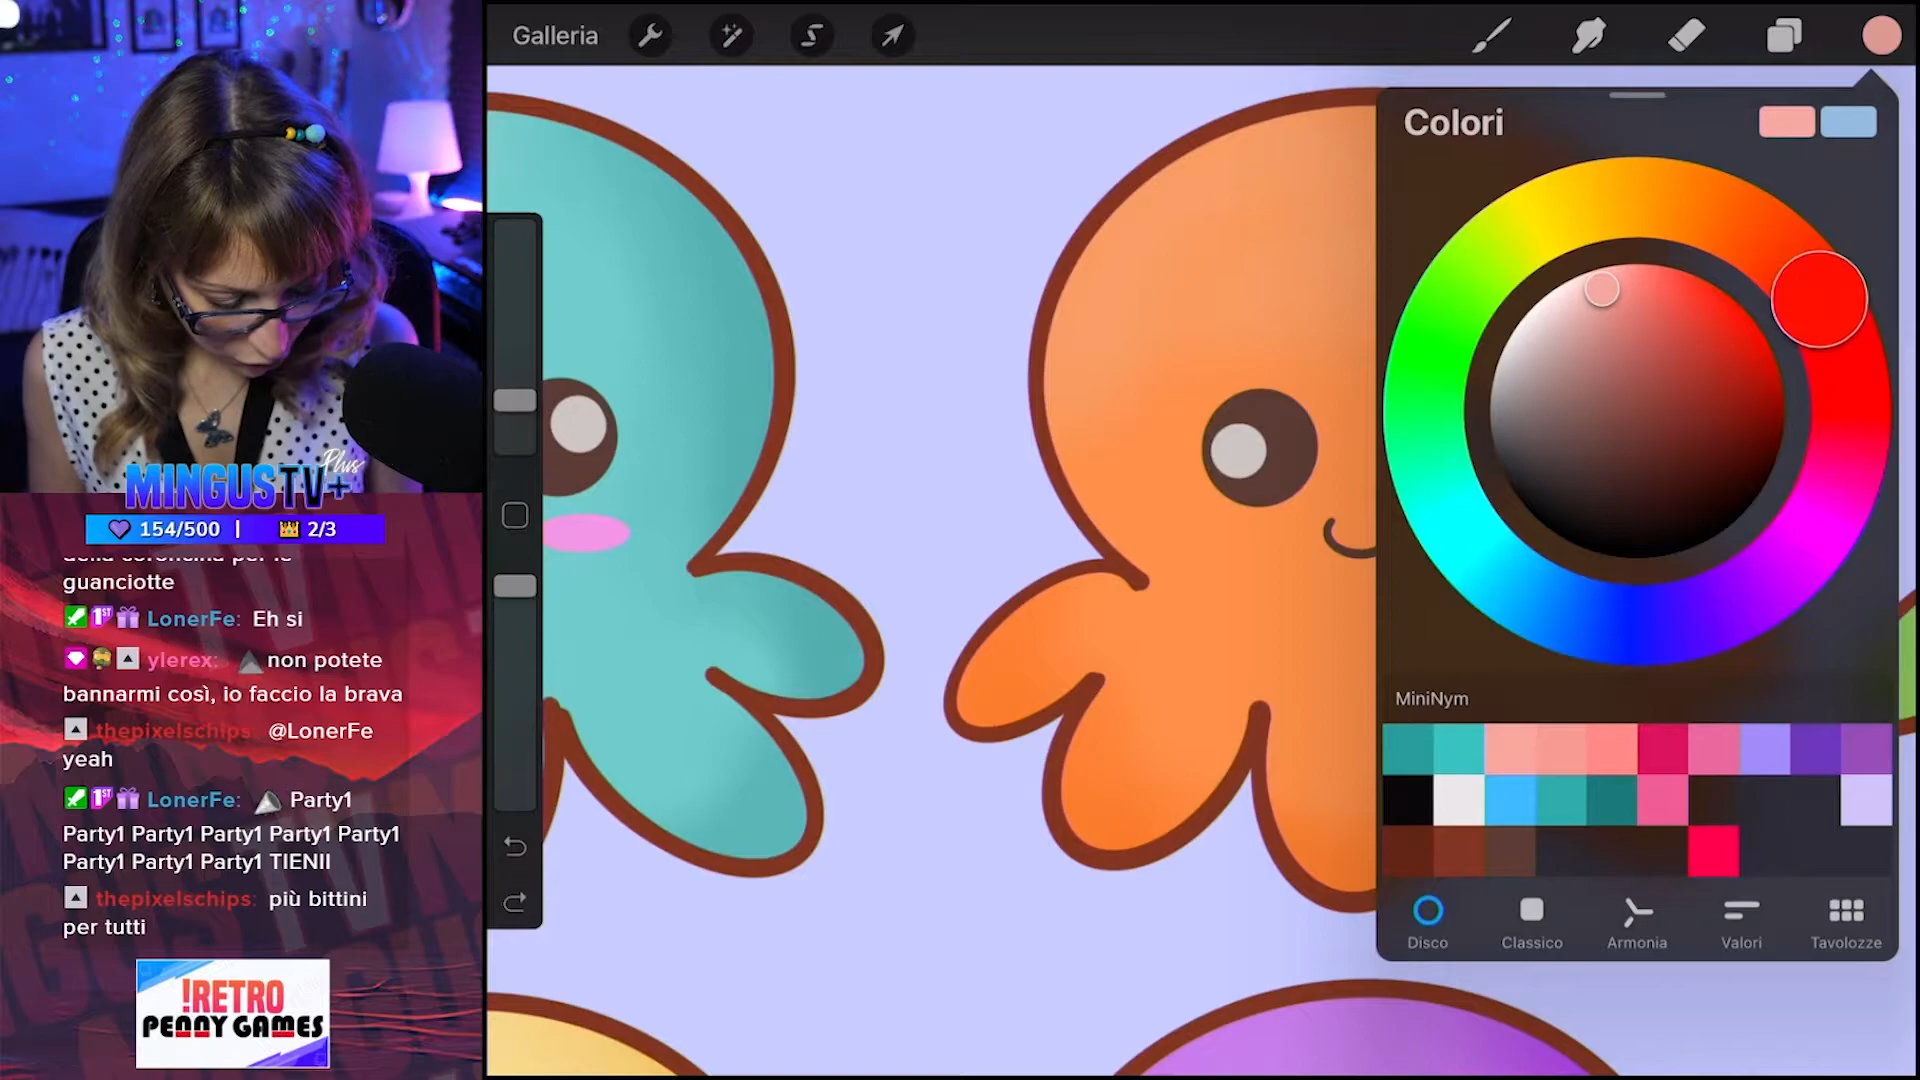 Galleria
Colori
MINGUSTV+
Plus
154/500 | 2/3
guanciotte
1ST LonerFe: Eh si
ylerex: non potete
bannarmi così, io faccio la brava
thepixelschips: @LonerFe
yeah
1ST LonerFe: Party1
Party1 Party1 Party1 Party1 Party1
Party1 Party1 Party1 TIENII
thepixelschips: più bittini
per tutti
!RETRO
PENNY GAMES
MiniNym
Disco Classico Armonia Valori Tavolozze